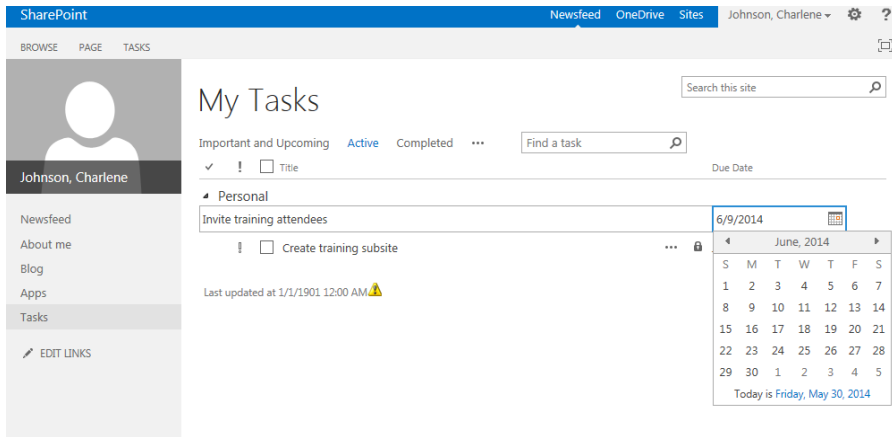 SharePoint Newsfeed OneDrive Sites Johnson, Charlene ?
BROWSE PAGE TASKS
My Tasks
Search this site
Important and Upcoming Active Completed ••• Find a task
✓ ! Title Due Date
Johnson, Charlene
Personal
Newsfeed
Invite training attendees 6/9/2014
About me
! Create training subsite •••
Blog
Apps
Last updated at 1/1/1901 12:00 AM
Tasks
EDIT LINKS
June, 2014
S M T W T F S
1 2 3 4 5 6 7
8 9 10 11 12 13 14
15 16 17 18 19 20 21
22 23 24 25 26 27 28
29 30 1 2 3 4 5
Today is Friday, May 30, 2014